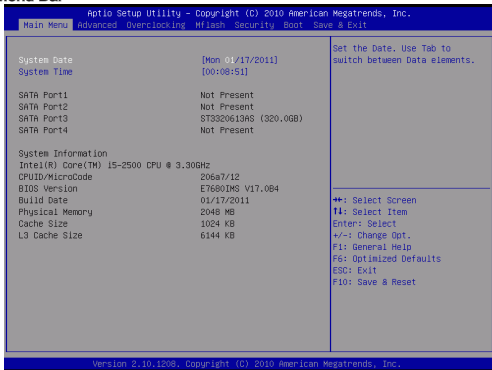 Aptio Setup Utility – Copyright (C) 2010 American Megatrends, Inc.
Main Menu Advanced Overclocking Mflash Security Boot Save & Exit
System Date [Mon 01/17/2011]
System Time [00:08:51]
SATA Port1 Not Present
SATA Port2 Not Present
SATA Port3 ST3320613AS (320.0GB)
SATA Port4 Not Present
System Information
Intel(R) Core(TM) i5-2500 CPU @ 3.30GHz
CPUID/MicroCode 206a7/12
BIOS Version E7680IMS V17.0B4
Build Date 01/17/2011
Physical Memory 2048 MB
Cache Size 1024 KB
L3 Cache Size 6144 KB
Set the Date. Use Tab to
switch between Data elements.
→←: Select Screen
↑↓: Select Item
Enter: Select
+/-: Change Opt.
F1: General Help
F6: Optimized Defaults
ESC: Exit
F10: Save & Reset
Version 2.10.1208. Copyright (C) 2010 American Megatrends, Inc.